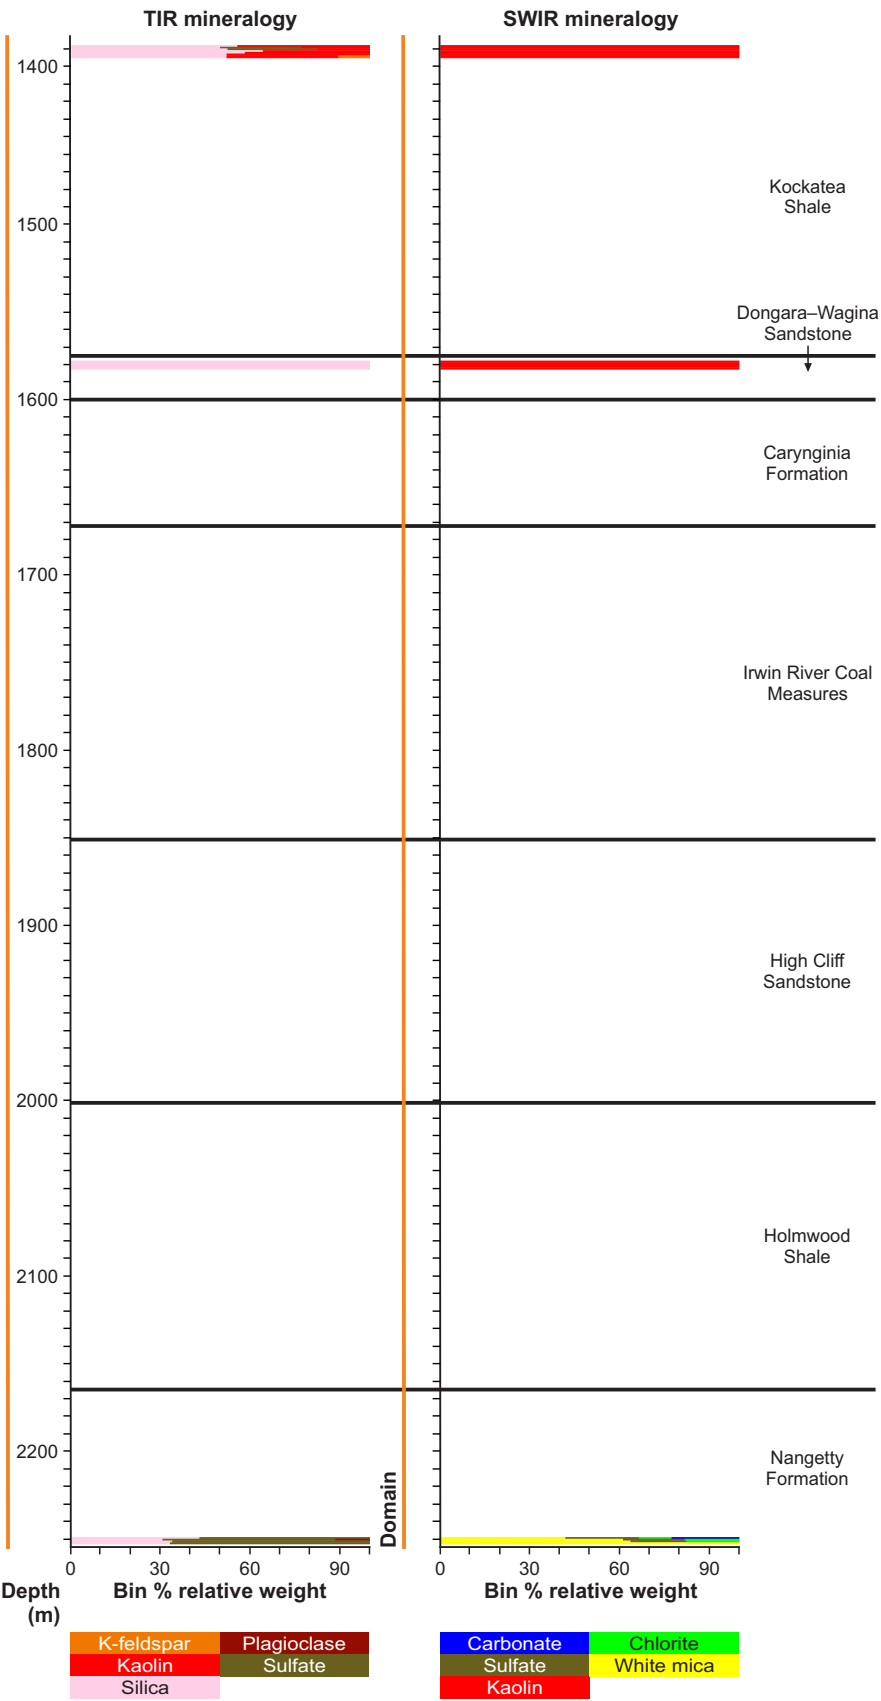 TIR mineralogy
SWIR mineralogy
1400
Kockatea
Shale
1500
Dongara–Wagina
Sandstone
1600
Carynginia
Formation
1700
Irwin River Coal
Measures
1800
1900
High Cliff
Sandstone
2000
Holmwood
Shale
2100
2200
Nangetty
Formation
Domain
0 30 60 90
0 30 60 90
Depth
(m)
Bin % relative weight
Bin % relative weight
K-feldspar Plagioclase
Kaolin Sulfate
Silica
Carbonate Chlorite
Sulfate White mica
Kaolin